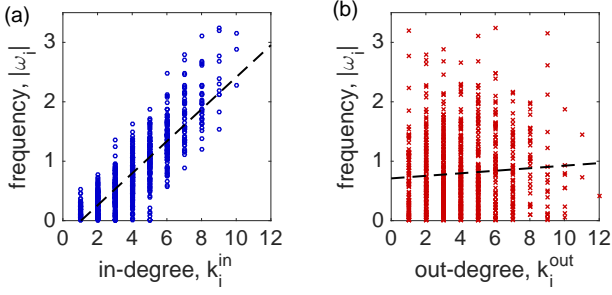 (a)
frequency, |ω_i|
3
2
1
0
0 2 4 6 8 10 12
in-degree, k_i^in
(b)
frequency, |ω_i|
3
2
1
0
0 2 4 6 8 10 12
out-degree, k_i^out